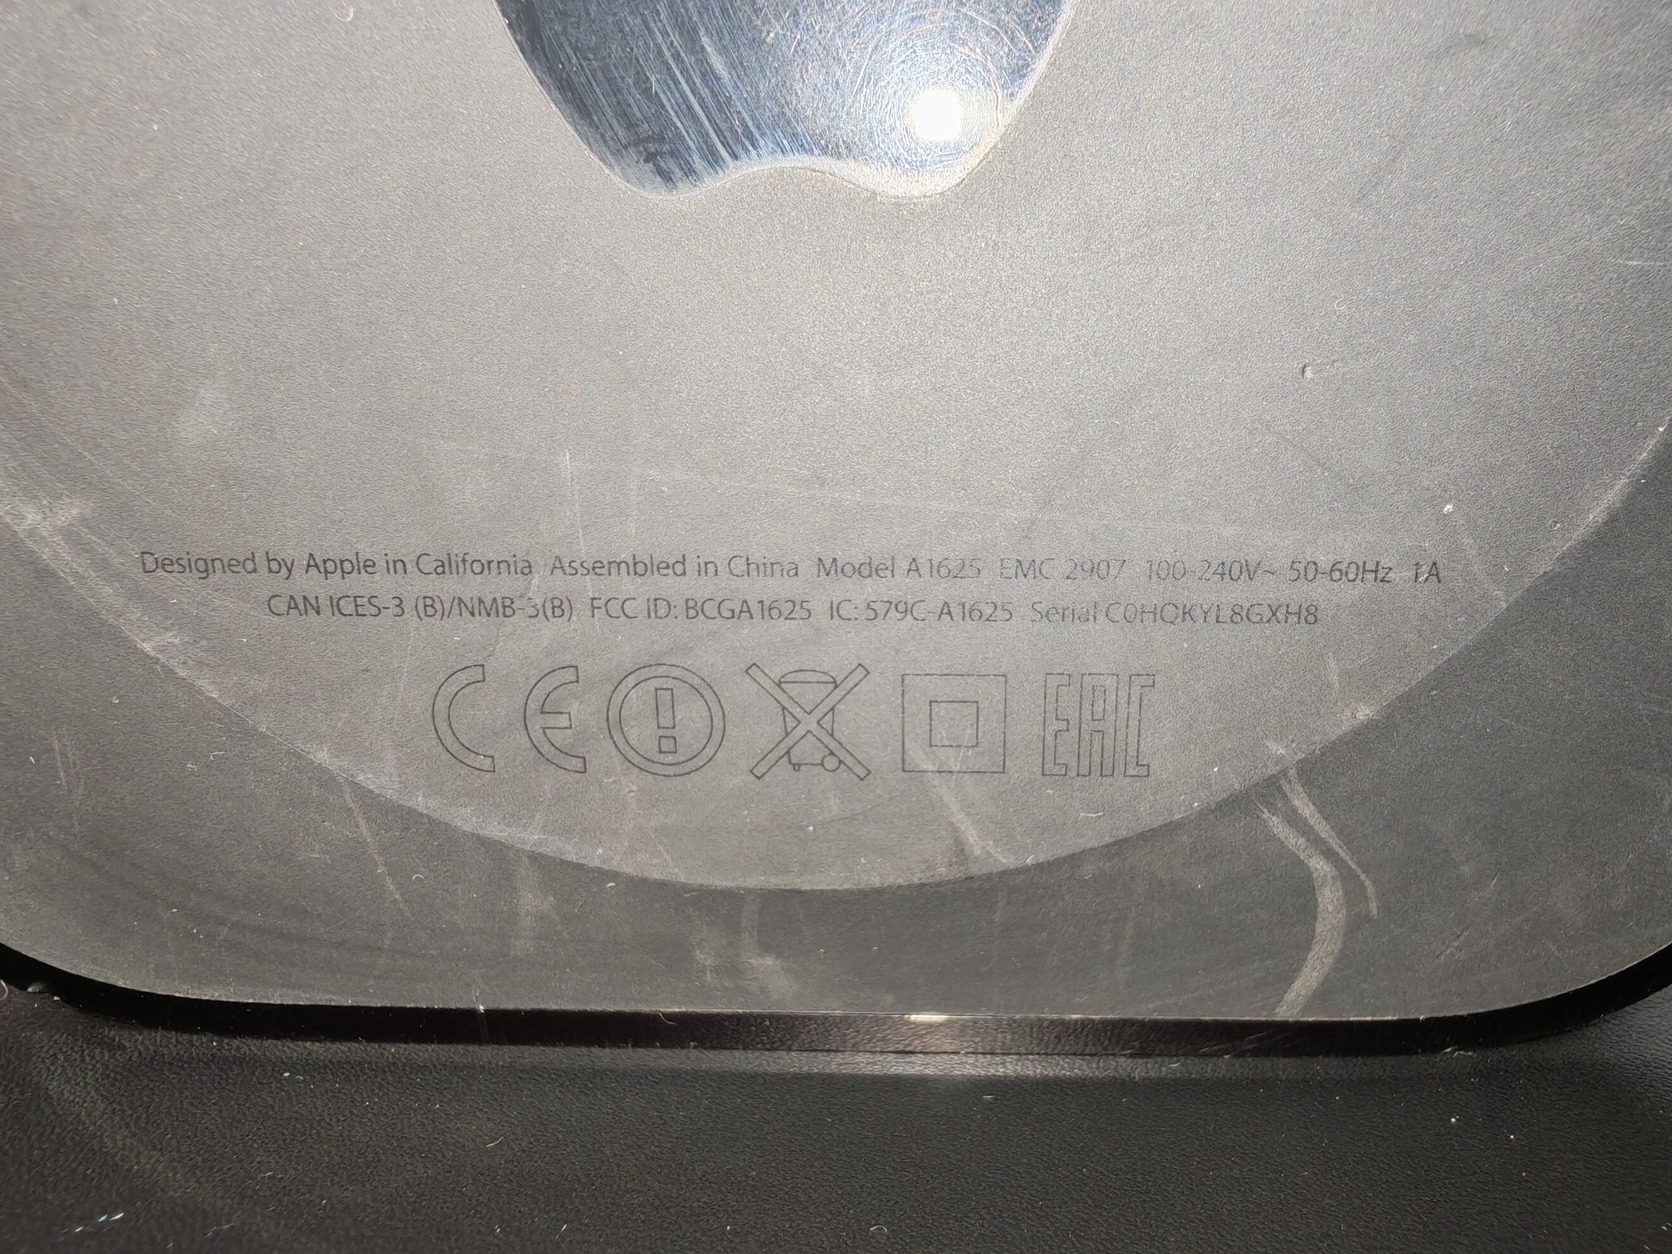 Designed by Apple in California Assembled in China Model A1625 EMC 2907 100-240V~ 50-60Hz 1A
CAN ICES-3 (B)/NMB-3(B) FCC ID: BCGA1625 IC: 579C-A1625 Serial C0HQKYL8GXH8
CE EAC